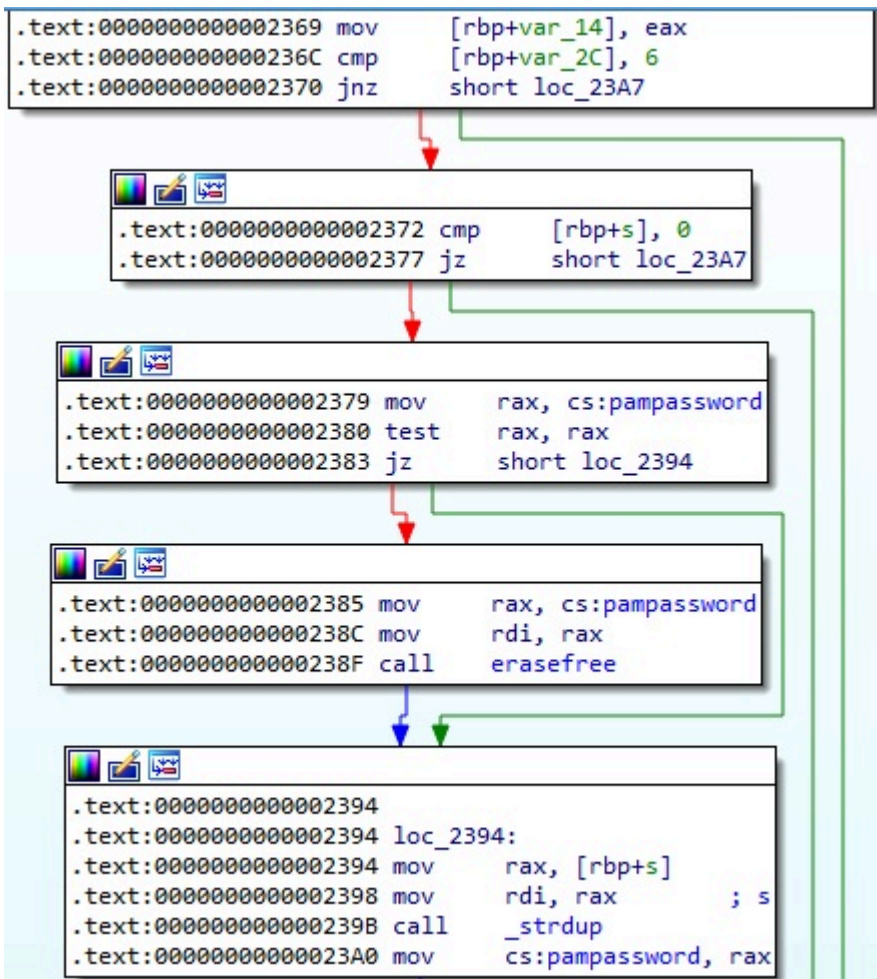 .text:0000000000002369 mov [rbp+var_14], eax
.text:000000000000236C cmp [rbp+var_2C], 6
.text:0000000000002370 jnz short loc_23A7
.text:0000000000002372 cmp [rbp+s], 0
.text:0000000000002377 jz short loc_23A7
.text:0000000000002379 mov rax, cs:pampassword
.text:0000000000002380 test rax, rax
.text:0000000000002383 jz short loc_2394
.text:0000000000002385 mov rax, cs:pampassword
.text:000000000000238C mov rdi, rax
.text:000000000000238F call erasefree
.text:0000000000002394
.text:0000000000002394 loc_2394:
.text:0000000000002394 mov rax, [rbp+s]
.text:0000000000002398 mov rdi, rax ; s
.text:000000000000239B call _strdup
.text:00000000000023A0 mov cs:pampassword, rax